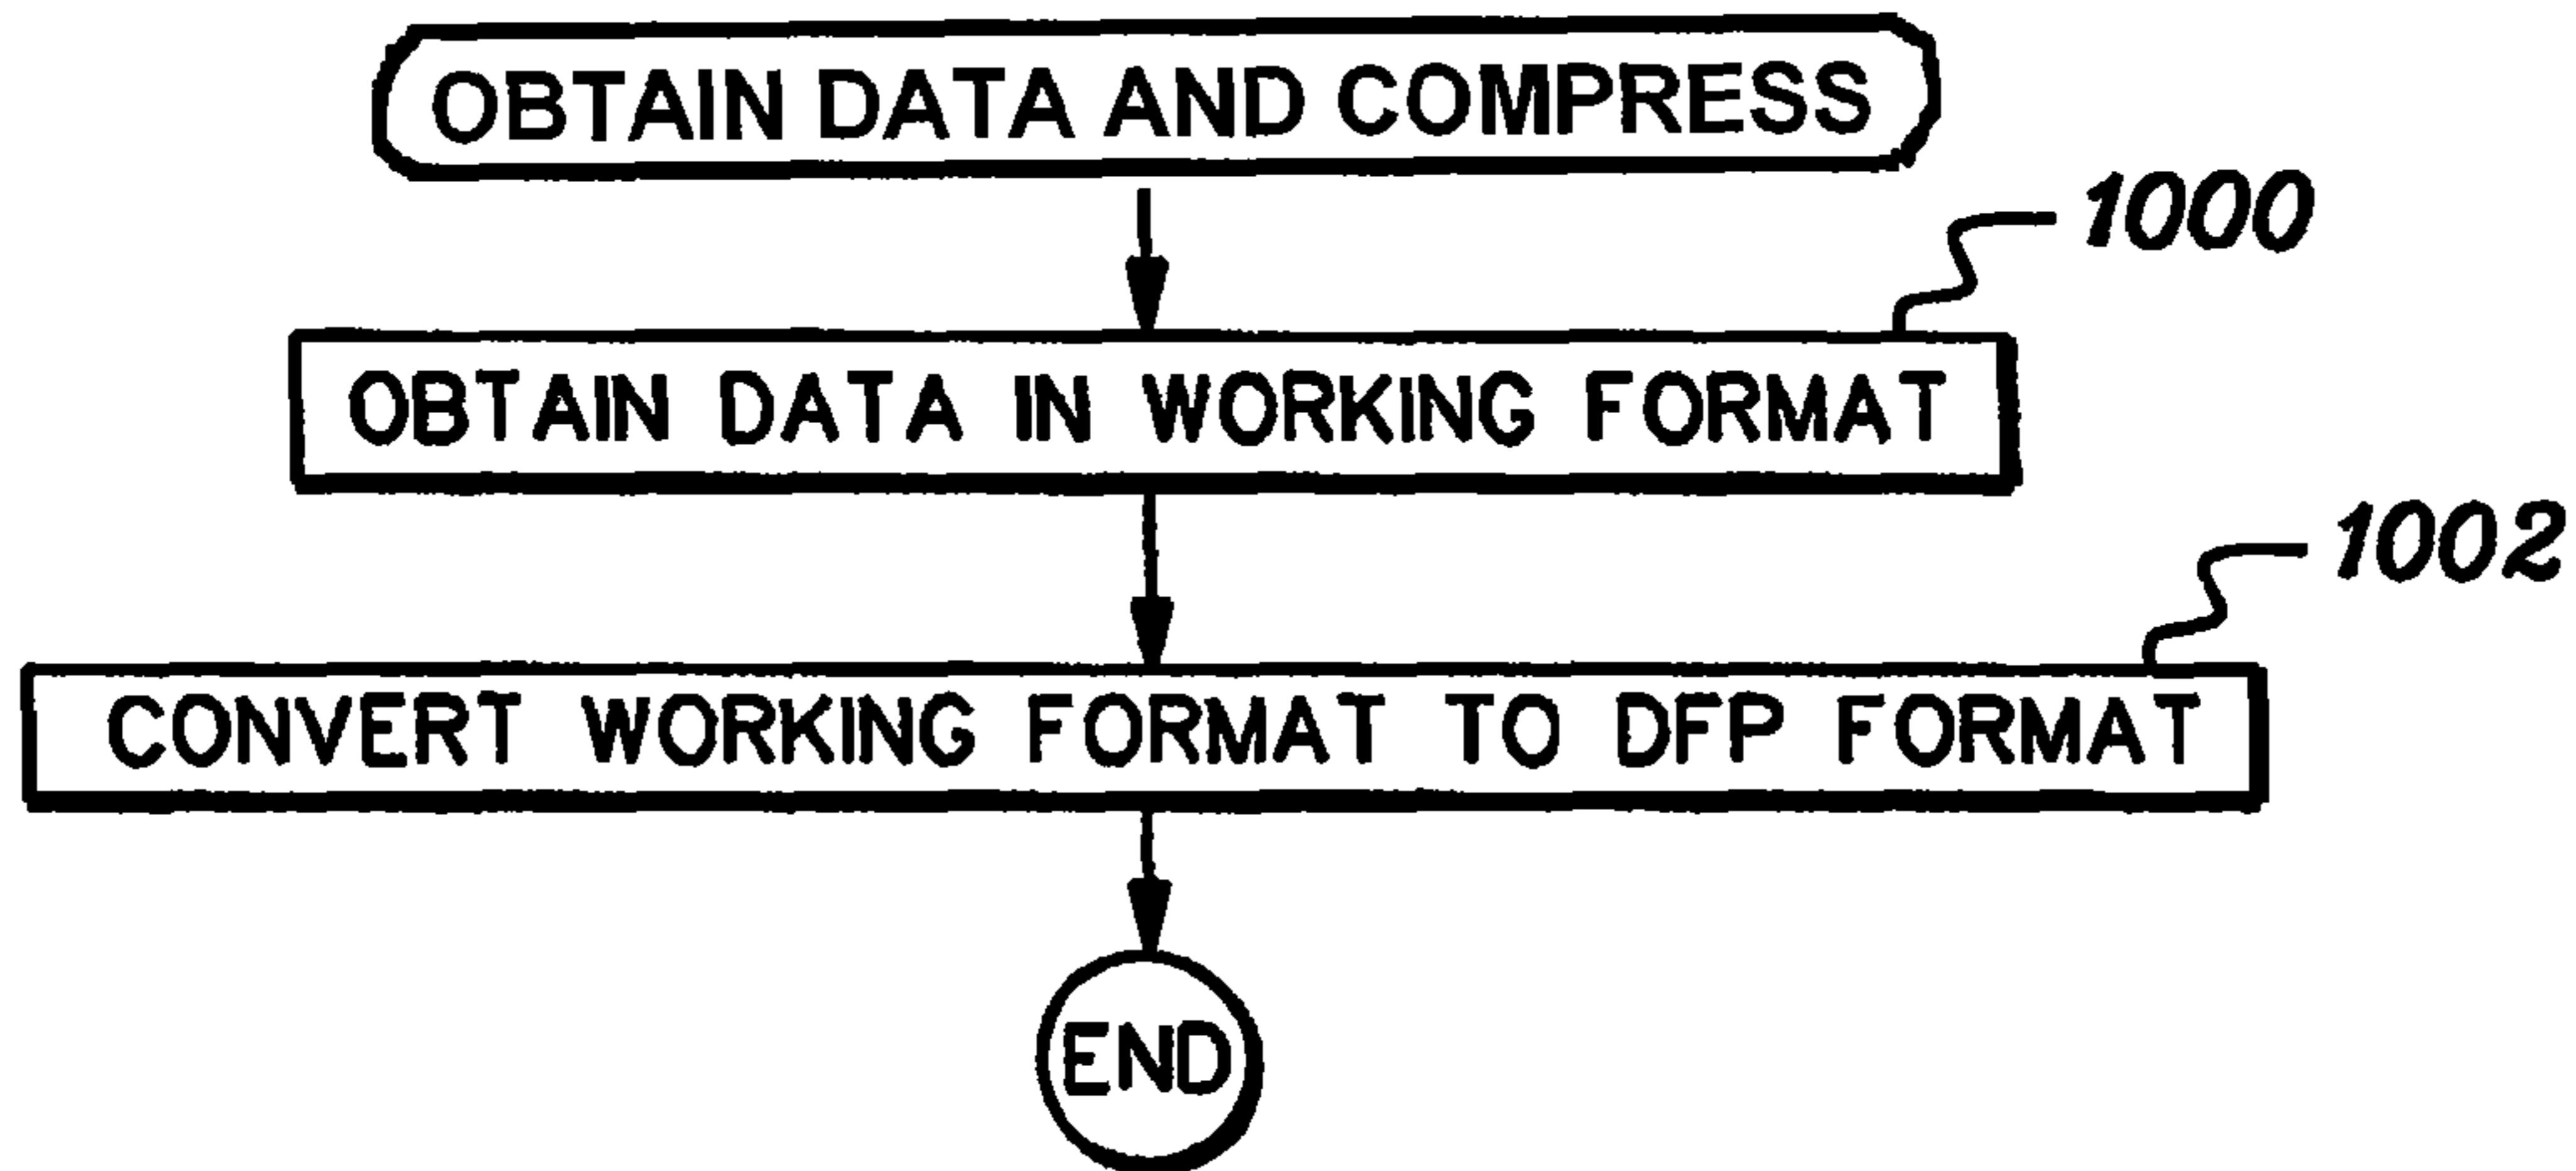 OBTAIN DATA AND COMPRESS
1000
OBTAIN DATA IN WORKING FORMAT
1002
CONVERT WORKING FORMAT TO DFP FORMAT
END